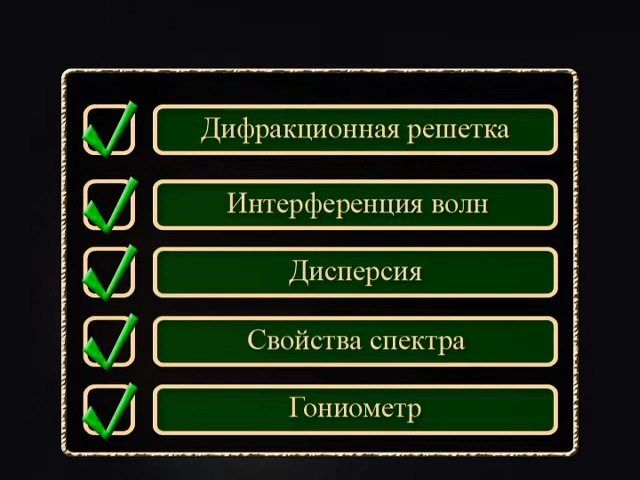 Дифракционная решетка
Интерференция волн
Дисперсия
Свойства спектра
Гониометр